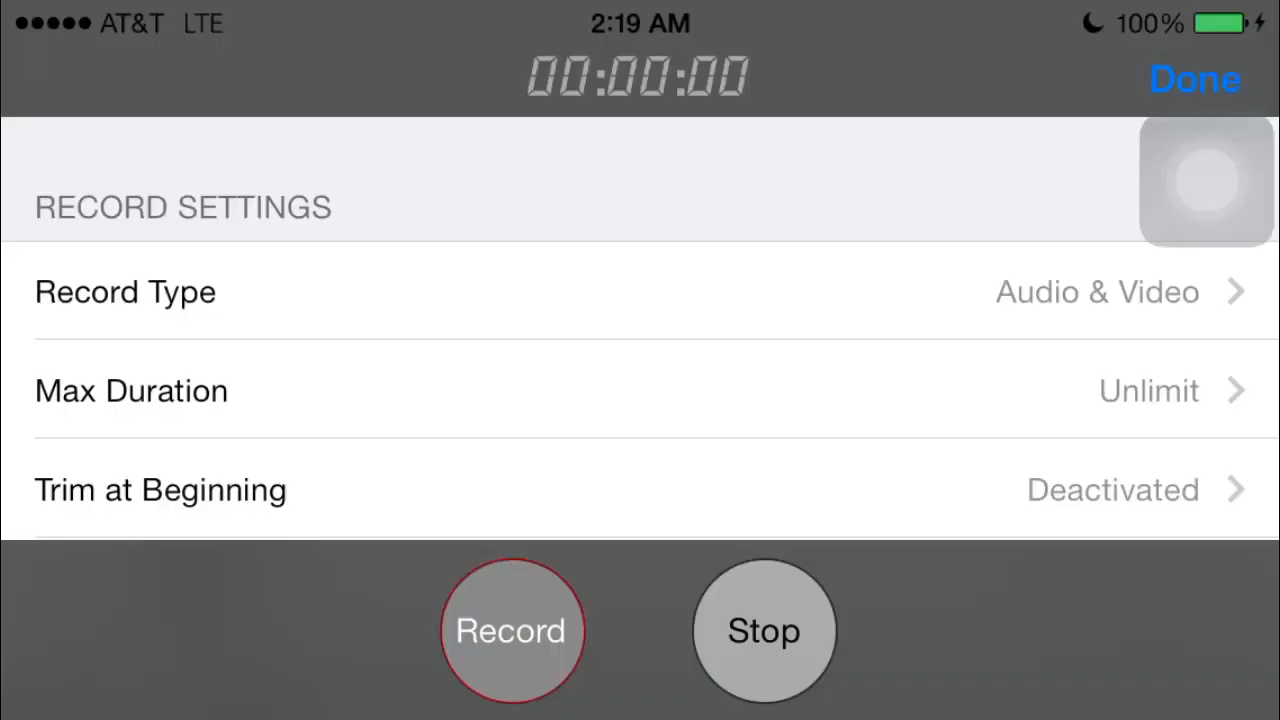 AT&T LTE 2:19 AM 100%
00:00:00
Done
RECORD SETTINGS
Record Type Audio & Video
Max Duration Unlimit
Trim at Beginning Deactivated
Record Stop